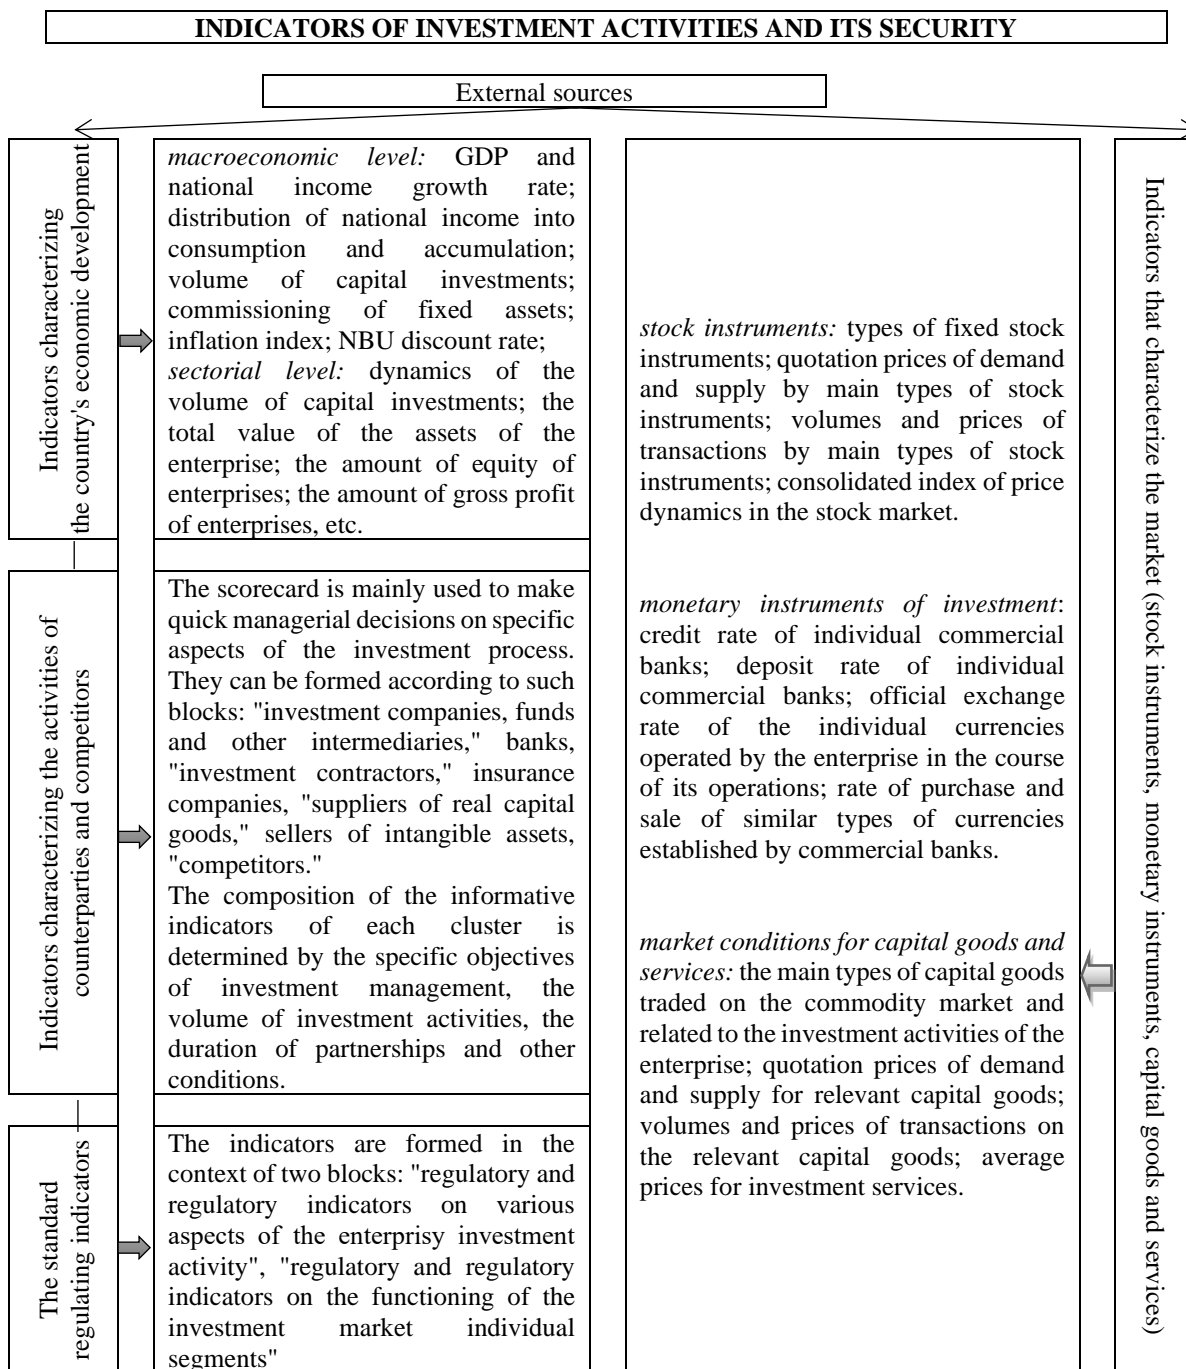 INDICATORS OF INVESTMENT ACTIVITIES AND ITS SECURITY
External sources
Indicators characterizing
the country's economic development
macroeconomic level: GDP and
national income growth rate;
distribution of national income into
consumption and accumulation;
volume of capital investments;
commissioning of fixed assets;
inflation index; NBU discount rate;
sectorial level: dynamics of the
volume of capital investments; the
total value of the assets of the
enterprise; the amount of equity of
enterprises; the amount of gross profit
of enterprises, etc.
Indicators characterizing the activities of
counterparties and competitors
The scorecard is mainly used to make
quick managerial decisions on specific
aspects of the investment process.
They can be formed according to such
blocks: "investment companies, funds
and other intermediaries," banks,
"investment contractors," insurance
companies, "suppliers of real capital
goods," sellers of intangible assets,
"competitors."
The composition of the informative
indicators of each cluster is
determined by the specific objectives
of investment management, the
volume of investment activities, the
duration of partnerships and other
conditions.
The standard
regulating indicators
The indicators are formed in the
context of two blocks: "regulatory and
regulatory indicators on various
aspects of the enterprisy investment
activity", "regulatory and regulatory
indicators on the functioning of the
investment market individual
segments"
stock instruments: types of fixed stock
instruments; quotation prices of demand
and supply by main types of stock
instruments; volumes and prices of
transactions by main types of stock
instruments; consolidated index of price
dynamics in the stock market.
monetary instruments of investment:
credit rate of individual commercial
banks; deposit rate of individual
commercial banks; official exchange
rate of the individual currencies
operated by the enterprise in the course
of its operations; rate of purchase and
sale of similar types of currencies
established by commercial banks.
market conditions for capital goods and
services: the main types of capital goods
traded on the commodity market and
related to the investment activities of the
enterprise; quotation prices of demand
and supply for relevant capital goods;
volumes and prices of transactions on
the relevant capital goods; average
prices for investment services.
Indicators that characterize the market (stock instruments, monetary instruments, capital goods and services)